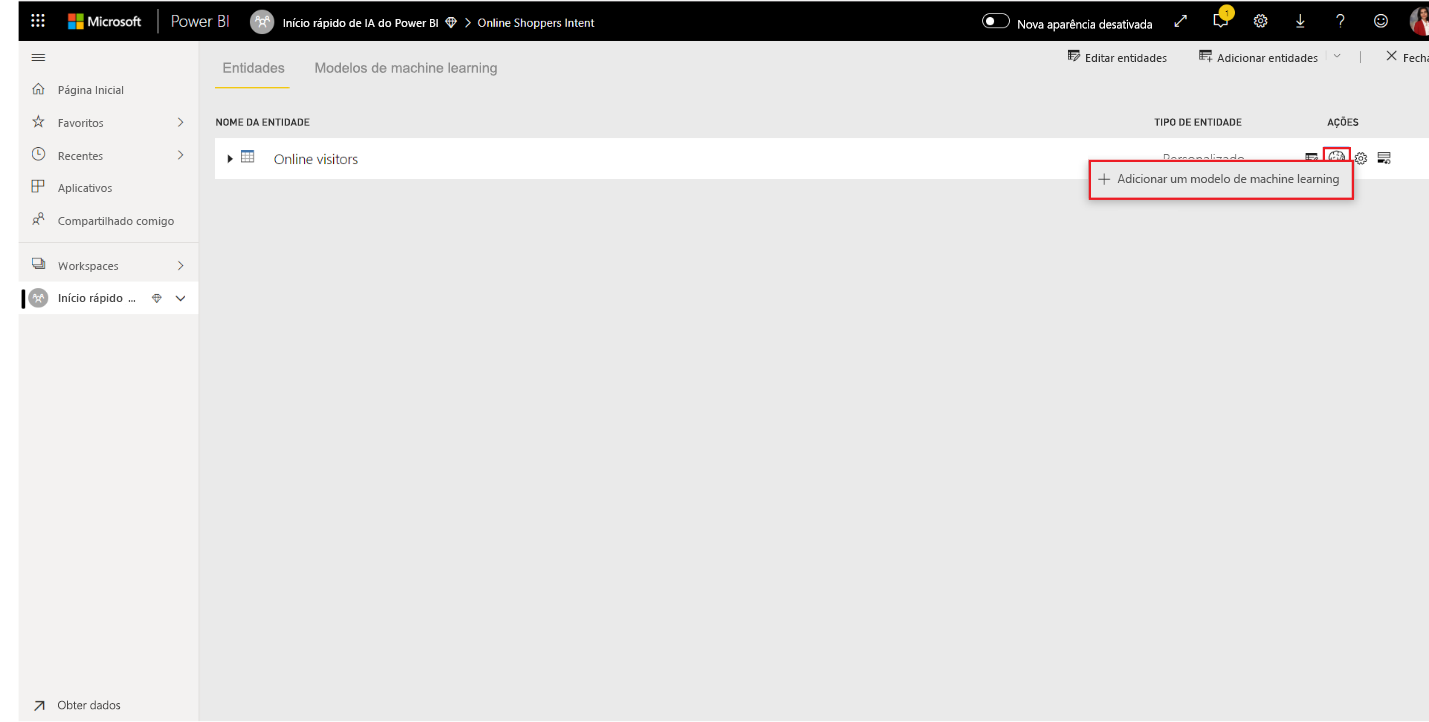 Microsoft Power BI Início rápido de IA do Power BI > Online Shoppers Intent Nova aparência desativada 1 ?
Página Inicial
Favoritos
Recentes
Aplicativos
Compartilhado comigo
Workspaces
Início rápido ...
Obter dados
Entidades Modelos de machine learning Editar entidades Adicionar entidades Fecha
NOME DA ENTIDADE TIPO DE ENTIDADE AÇÕES
Online visitors Personalizado
+ Adicionar um modelo de machine learning